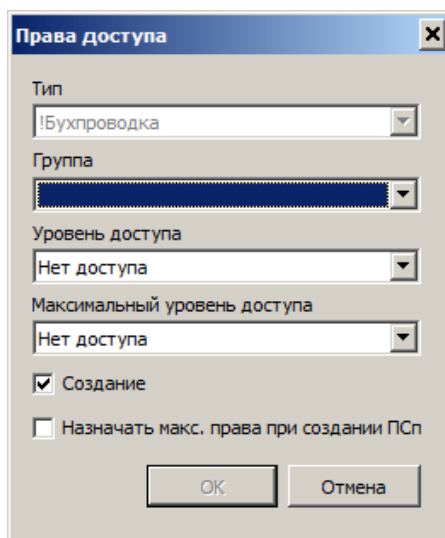 Права доступа
Тип
!Бухпроводка
Группа
Уровень доступа
Нет доступа
Максимальный уровень доступа
Нет доступа
Создание
Назначать макс. права при создании ПСп
OK
Отмена